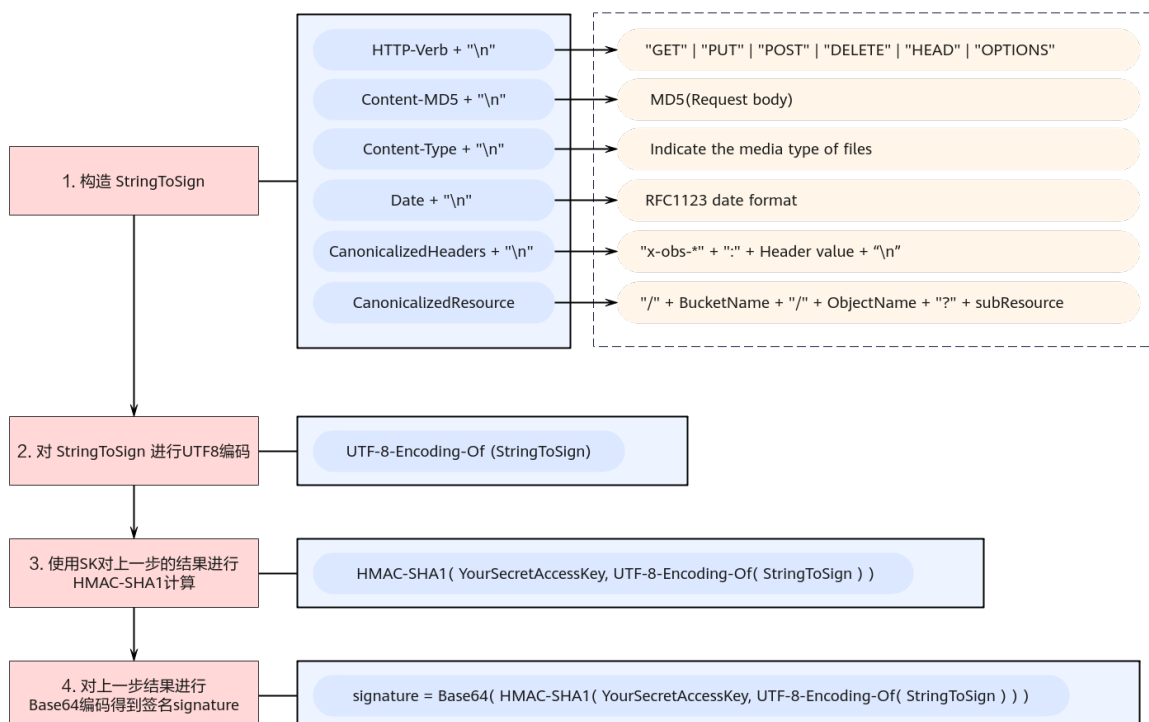 HTTP-Verb + "\n"
"GET" | "PUT" | "POST" | "DELETE" | "HEAD" | "OPTIONS"
Content-MD5 + "\n"
MD5(Request body)
Content-Type + "\n"
Indicate the media type of files
1. 构造 StringToSign
Date + "\n"
RFC1123 date format
CanonicalizedHeaders + "\n"
"x-obs-*" + ":" + Header value + “\n”
CanonicalizedResource
"/" + BucketName + "/" + ObjectName + "?" + subResource
2. 对 StringToSign 进行UTF8编码
UTF-8-Encoding-Of (StringToSign)
3. 使用SK对上一步的结果进行
HMAC-SHA1计算
HMAC-SHA1( YourSecretAccessKey, UTF-8-Encoding-Of( StringToSign ) )
4. 对上一步结果进行
Base64编码得到签名signature
signature = Base64( HMAC-SHA1( YourSecretAccessKey, UTF-8-Encoding-Of( StringToSign ) ) )